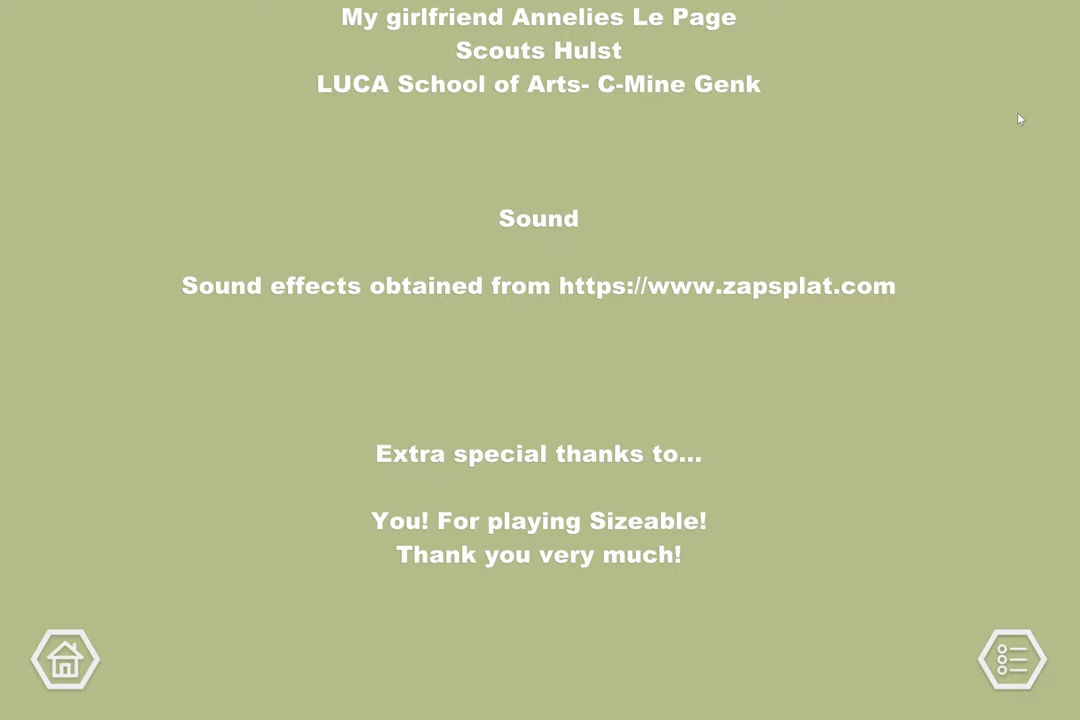 My girlfriend Annelies Le Page
Scouts Hulst
LUCA School of Arts- C-Mine Genk
Sound
Sound effects obtained from https://www.zapsplat.com
Extra special thanks to...
You! For playing Sizeable!
Thank you very much!